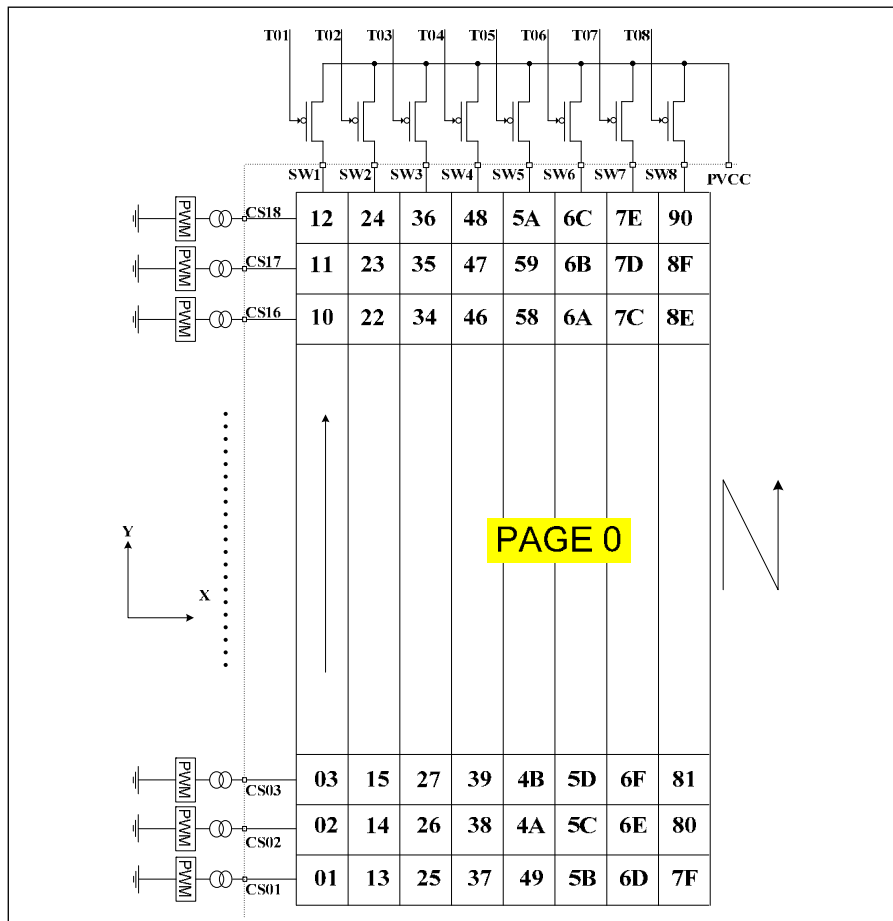 T01 T02 T03 T04 T05 T06 T07 T08
SW1 SW2 SW3 SW4 SW5 SW6 SW7 SW8 PVCC
PWM CS18 12 24 36 48 5A 6C 7E 90
PWM CS17 11 23 35 47 59 6B 7D 8F
PWM CS16 10 22 34 46 58 6A 7C 8E
PAGE 0
Y
X
PWM CS03 03 15 27 39 4B 5D 6F 81
PWM CS02 02 14 26 38 4A 5C 6E 80
PWM CS01 01 13 25 37 49 5B 6D 7F